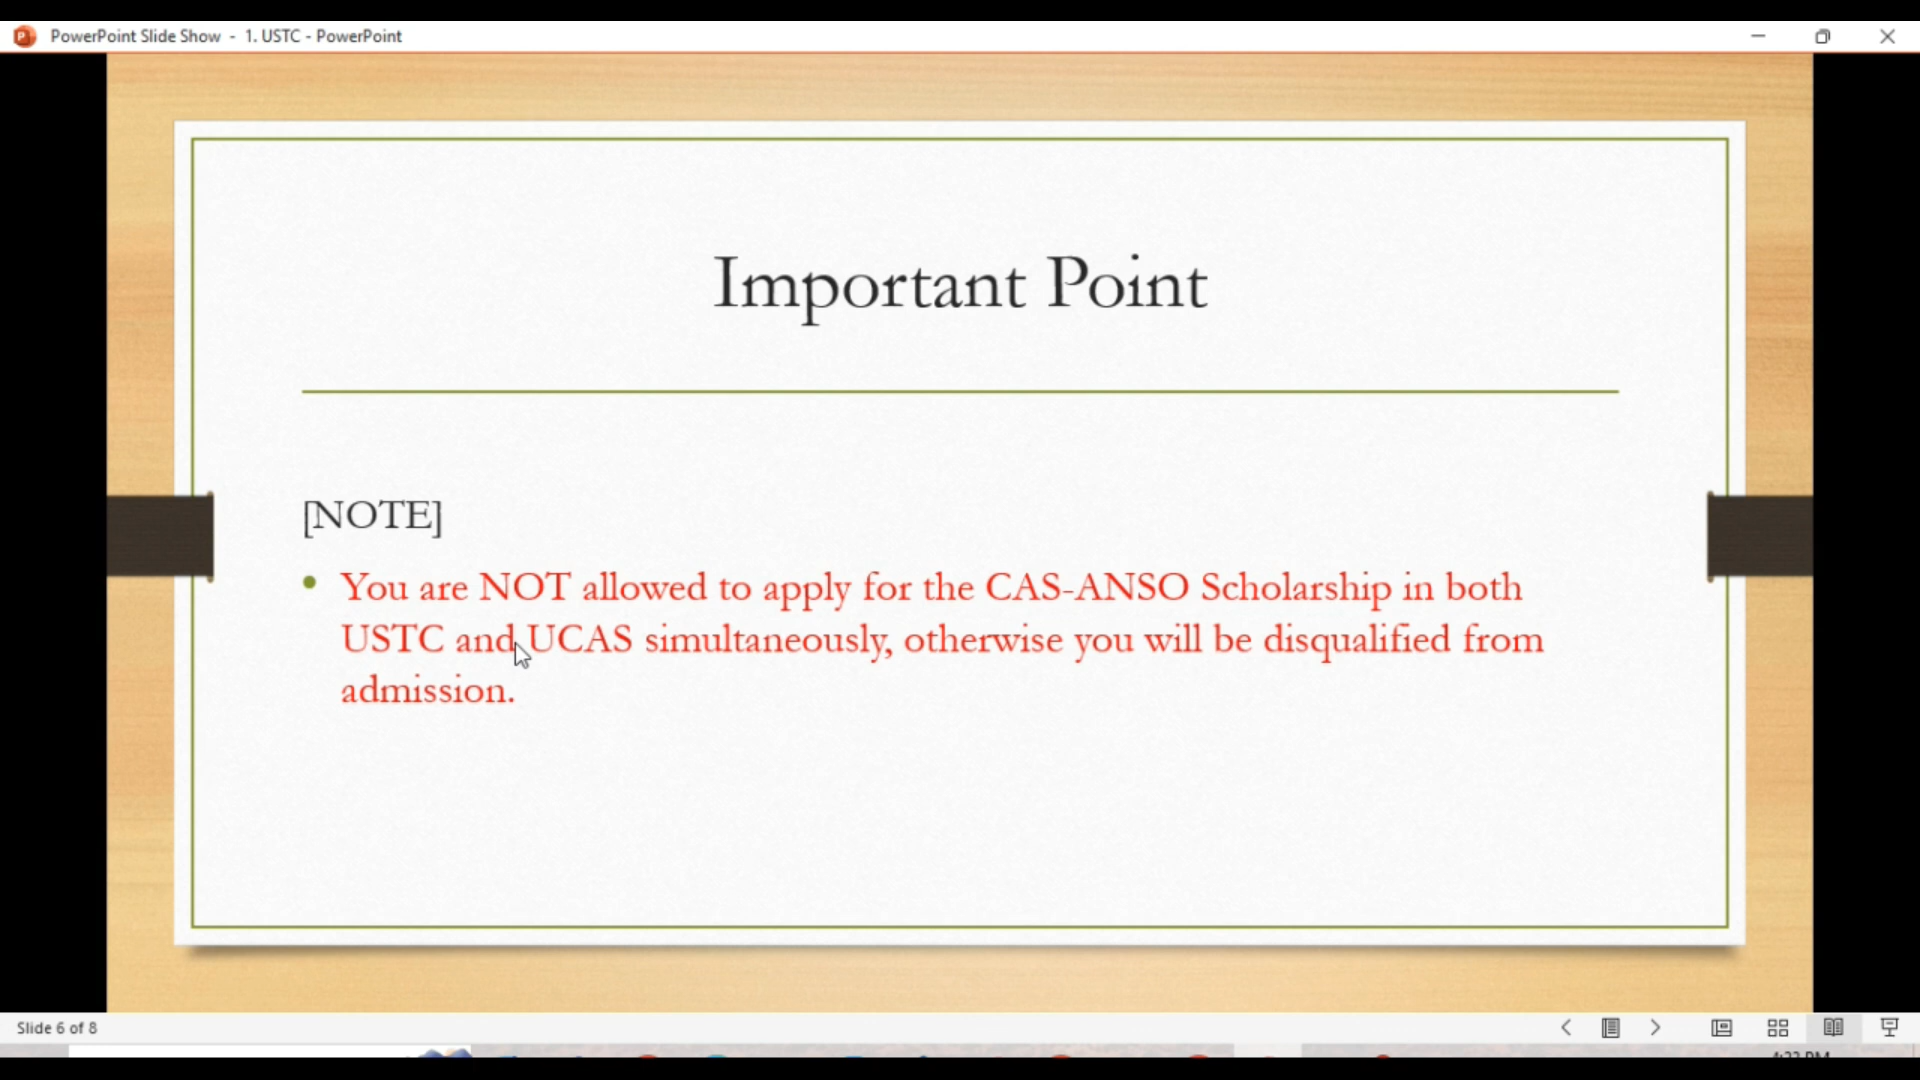 PowerPoint Slide Show - 1. USTC - PowerPoint
Important Point
[NOTE]
You are NOT allowed to apply for the CAS-ANSO Scholarship in both
USTC and UCAS simultaneously, otherwise you will be disqualified from
admission.
Slide 6 of 8